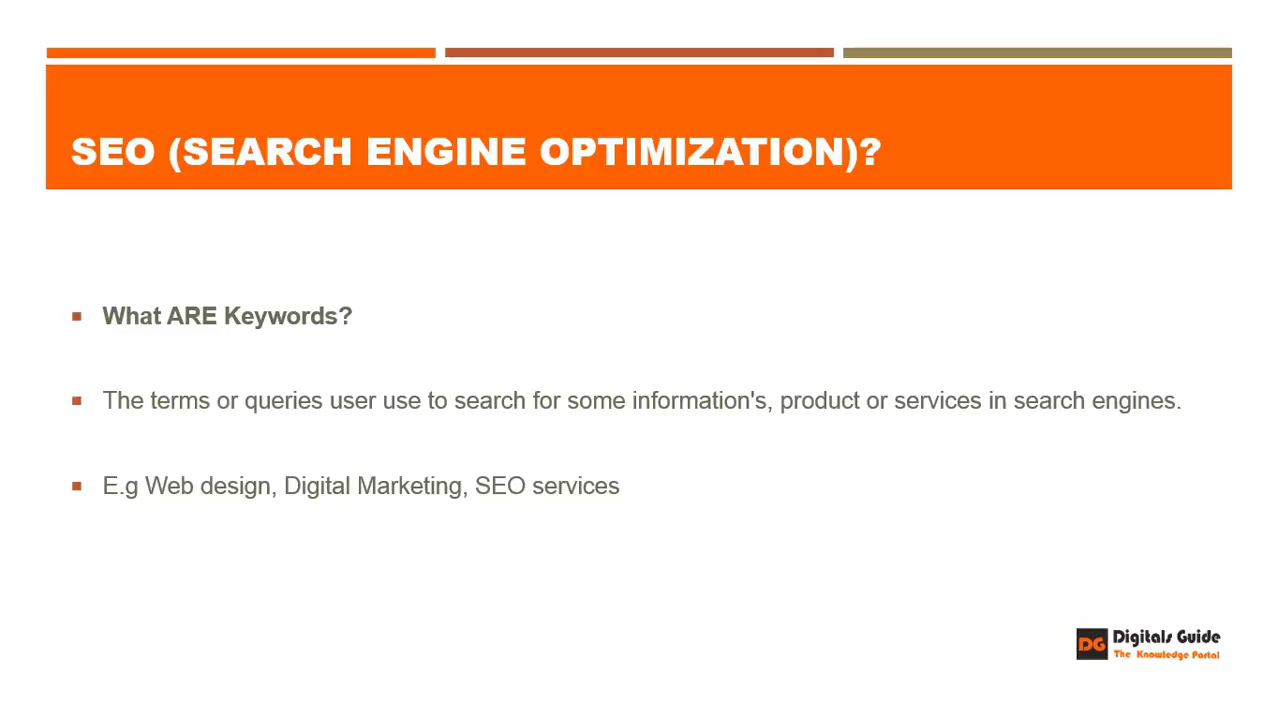 SEO (SEARCH ENGINE OPTIMIZATION)?
What ARE Keywords?
The terms or queries user use to search for some information's, product or services in search engines.
E.g Web design, Digital Marketing, SEO services
DG Digitals Guide
The Knowledge Portal